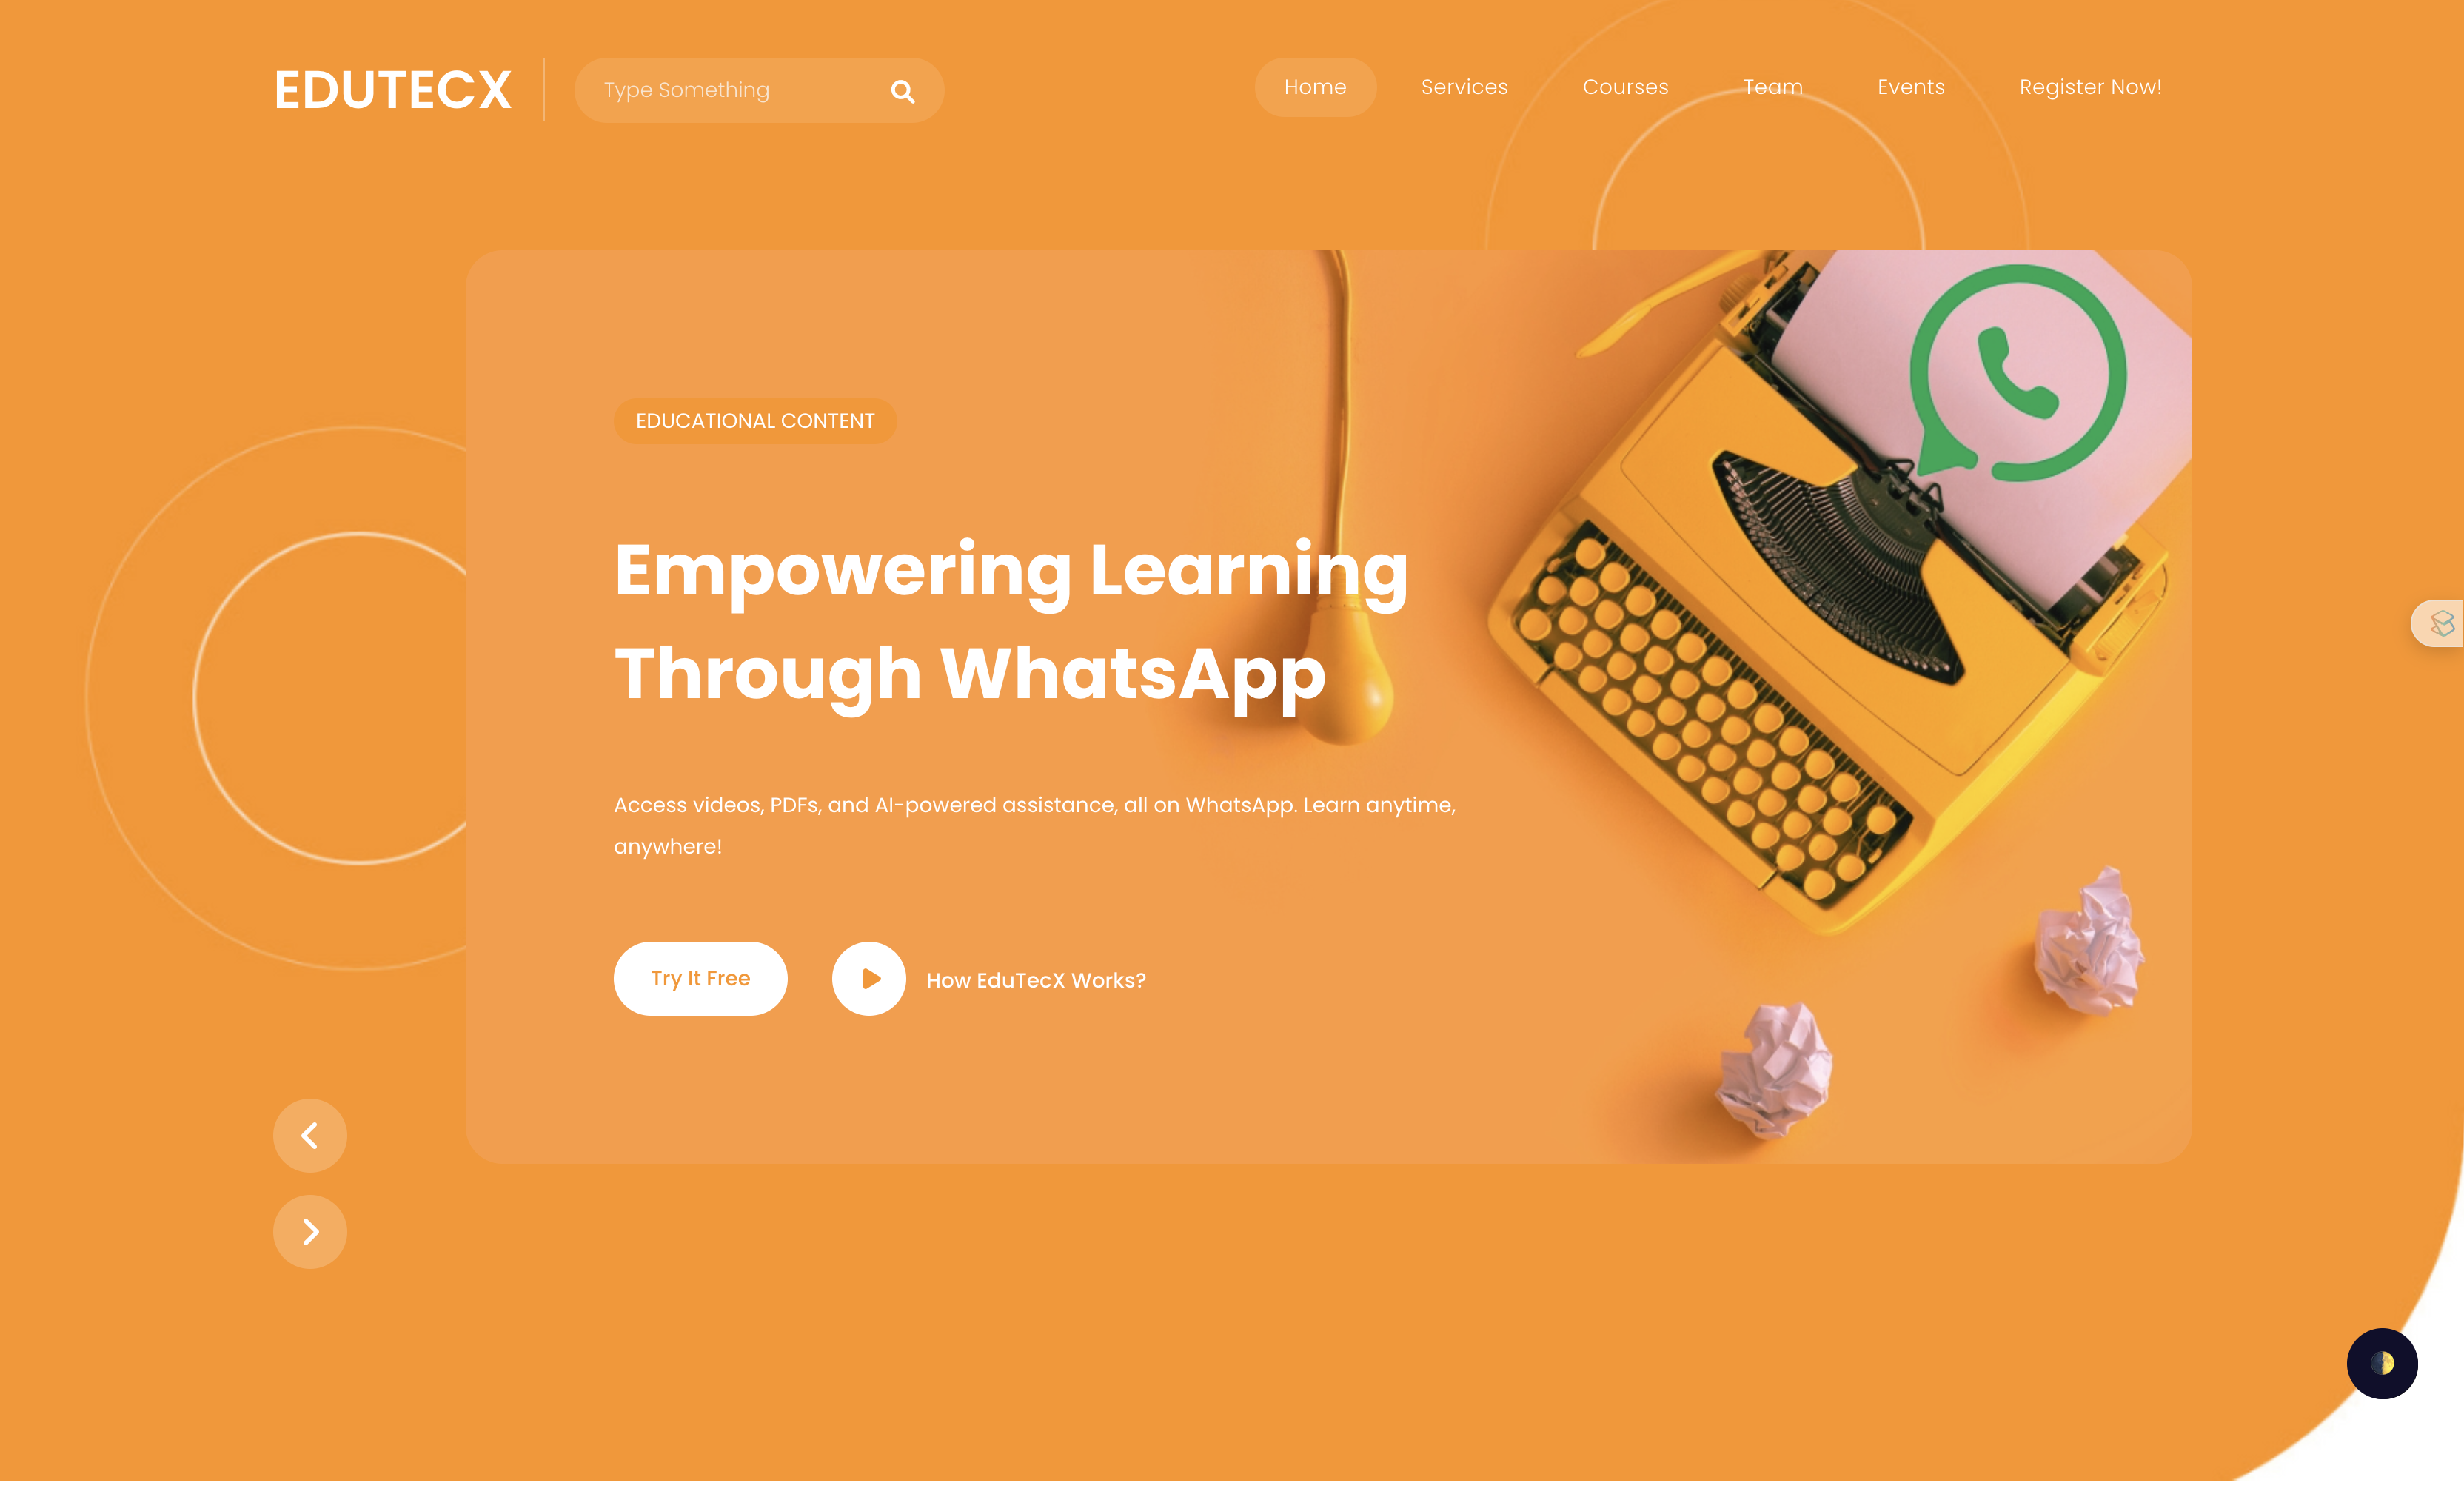 EDUTECX
Type Something
Home
Services
Courses
Team
Events
Register Now!
EDUCATIONAL CONTENT
Empowering Learning
Through WhatsApp
Access videos, PDFs, and AI-powered assistance, all on WhatsApp. Learn anytime,
anywhere!
Try It Free
How EduTecX Works?